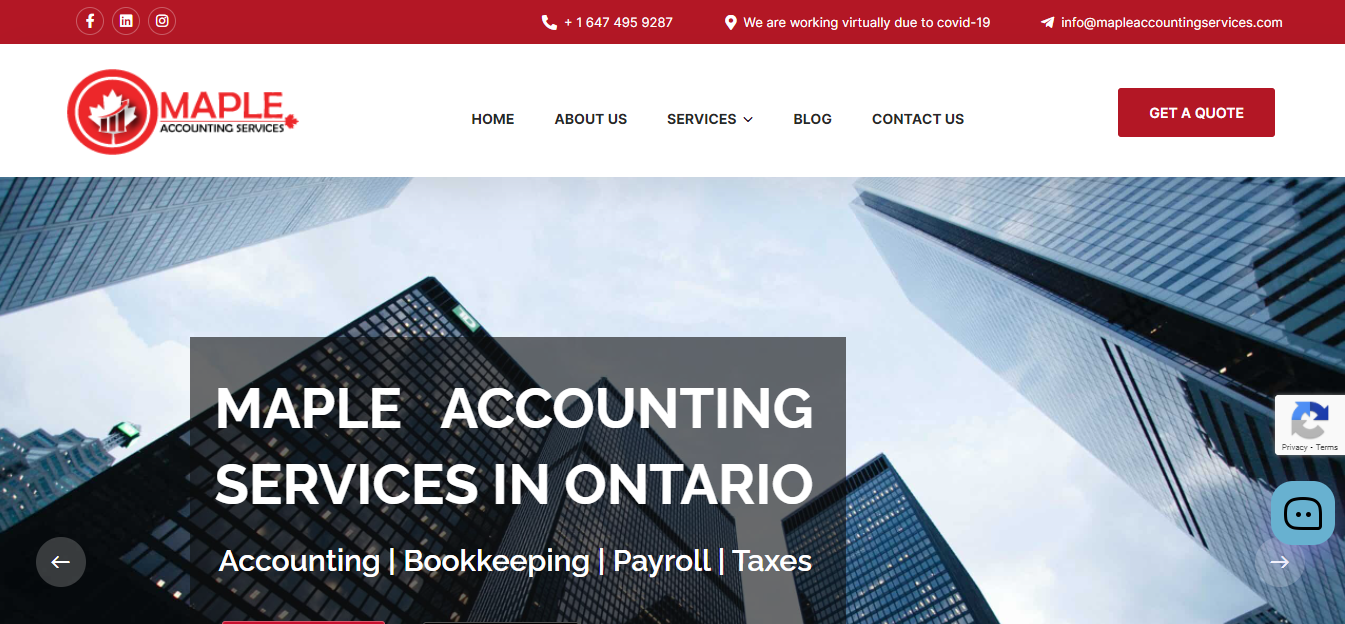 + 1 647 495 9287
We are working virtually due to covid-19
info@mapleaccountingservices.com
MAPLE
ACCOUNTING SERVICES
HOME
ABOUT US
SERVICES
BLOG
CONTACT US
GET A QUOTE
MAPLE ACCOUNTING
SERVICES IN ONTARIO
Accounting | Bookkeeping | Payroll | Taxes
Privacy - Terms